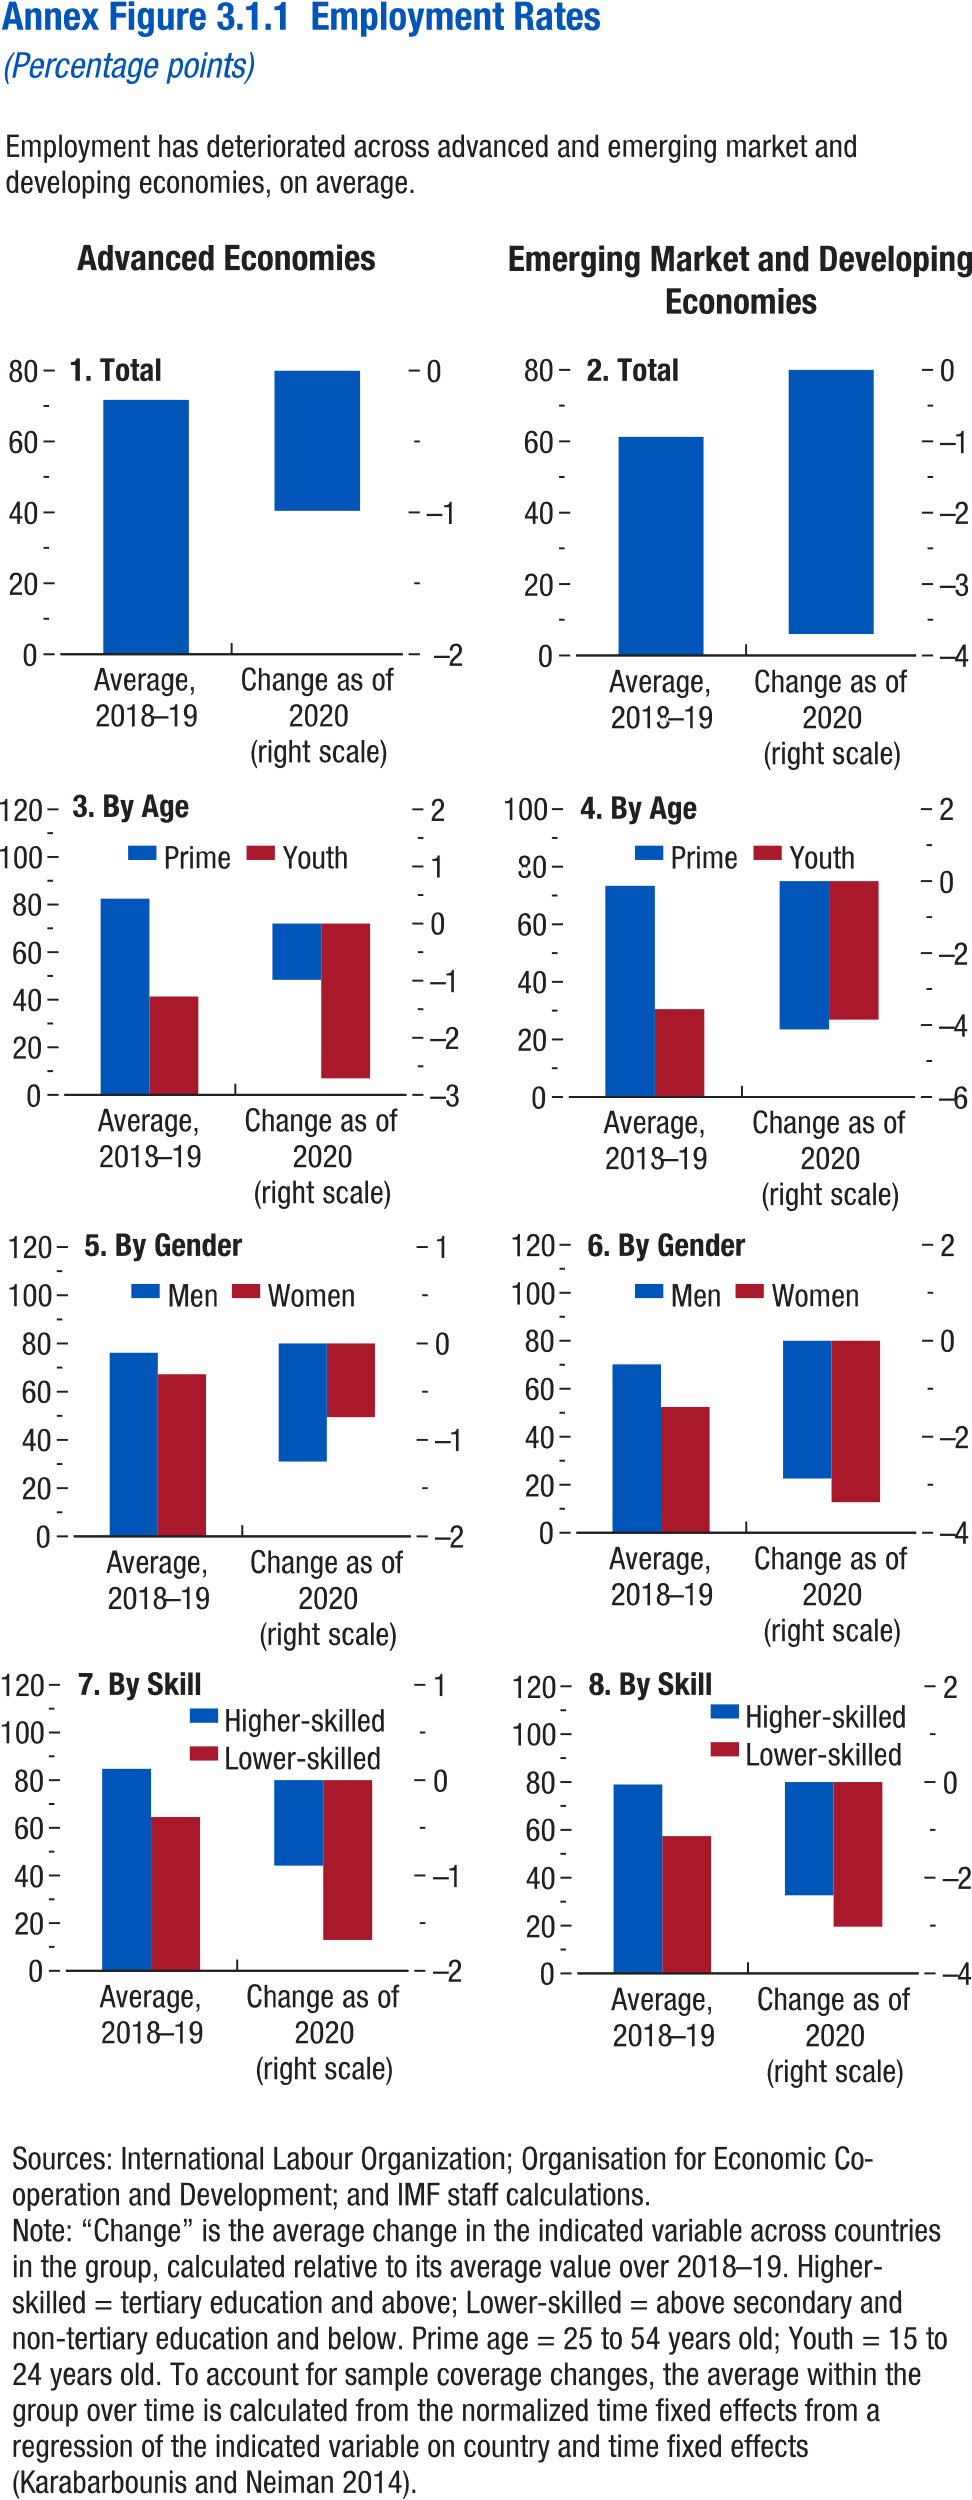 Annex Figure 3.1.1 Employment Rates
(Percentage points)
Employment has deteriorated across advanced and emerging market and
developing economies, on average.
Advanced Economies
Emerging Market and Developing
Economies
1. Total
80
60
40
20
0
0
–1
–2
Average,
2018–19
Change as of
2020
(right scale)
2. Total
80
60
40
20
0
0
–1
–2
–3
–4
Average,
2018–19
Change as of
2020
(right scale)
3. By Age
Prime Youth
120
100
80
60
40
20
0
2
1
0
–1
–2
–3
Average,
2018–19
Change as of
2020
(right scale)
4. By Age
Prime Youth
100
80
60
40
20
0
2
0
–2
–4
–6
Average,
2018–19
Change as of
2020
(right scale)
5. By Gender
Men Women
120
100
80
60
40
20
0
1
0
–1
–2
Average,
2018–19
Change as of
2020
(right scale)
6. By Gender
Men Women
120
100
80
60
40
20
0
2
0
–2
–4
Average,
2018–19
Change as of
2020
(right scale)
7. By Skill
Higher-skilled
Lower-skilled
120
100
80
60
40
20
0
1
0
–1
–2
Average,
2018–19
Change as of
2020
(right scale)
8. By Skill
Higher-skilled
Lower-skilled
120
100
80
60
40
20
0
2
0
–2
–4
Average,
2018–19
Change as of
2020
(right scale)
Sources: International Labour Organization; Organisation for Economic Co-
operation and Development; and IMF staff calculations.
Note: “Change” is the average change in the indicated variable across countries
in the group, calculated relative to its average value over 2018–19. Higher-
skilled = tertiary education and above; Lower-skilled = above secondary and
non-tertiary education and below. Prime age = 25 to 54 years old; Youth = 15 to
24 years old. To account for sample coverage changes, the average within the
group over time is calculated from the normalized time fixed effects from a
regression of the indicated variable on country and time fixed effects
(Karabarbounis and Neiman 2014).